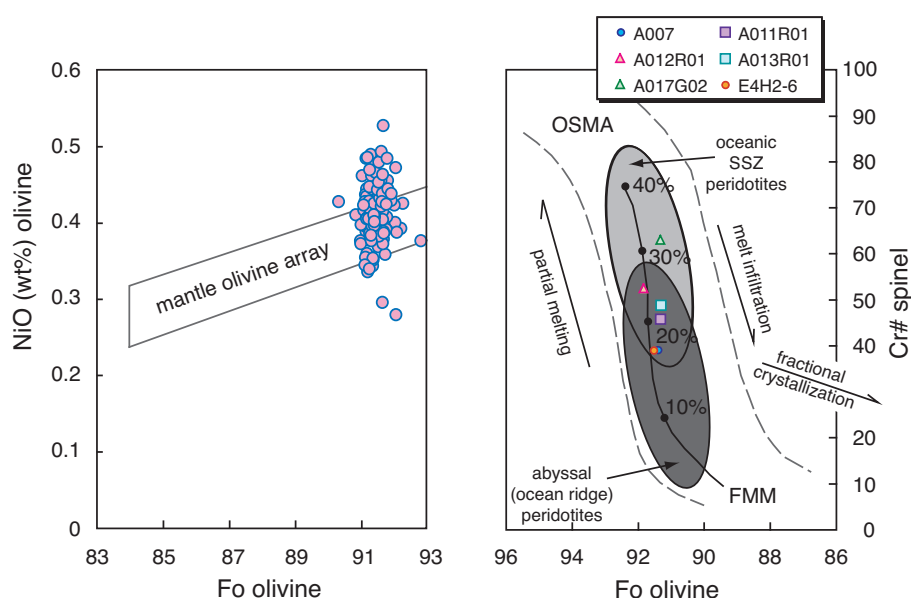 A007
A011R01
A012R01
A013R01
A017G02
E4H2-6
0.6
0.5
0.4
0.3
0.2
0.1
0
NiO (wt%) olivine
mantle olivine array
83
85
87
89
91
93
Fo olivine
OSMA
oceanic
SSZ
peridotites
40%
30%
20%
10%
partial melting
melt infiltration
fractional
crystallization
abyssal
(ocean ridge)
peridotites
FMM
100
90
80
70
60
50
40
20
10
0
Cr# spinel
96
94
92
90
88
86
Fo olivine